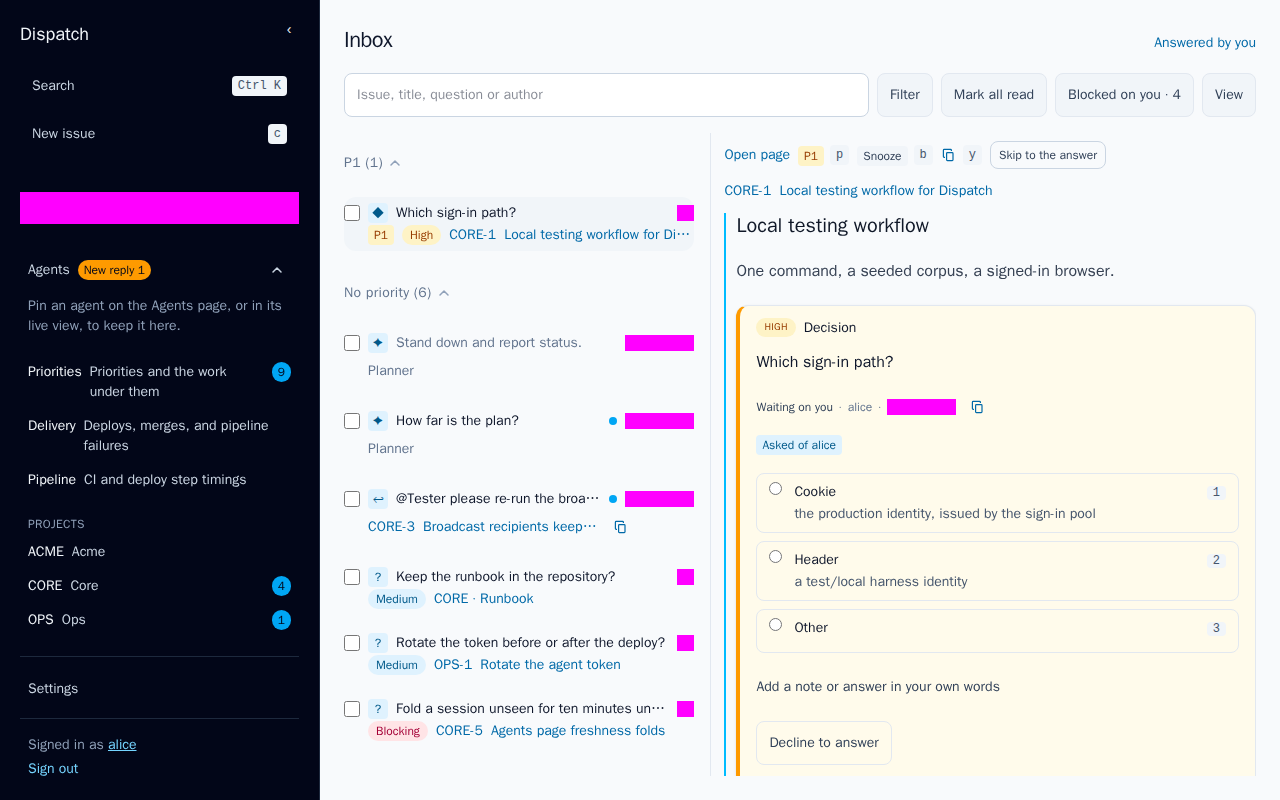 Dispatch
Search
Ctrl K
New issue
c
Agents
New reply 1
Pin an agent on the Agents page, or in its
live view, to keep it here.
Priorities Priorities and the work
under them
9
Delivery Deploys, merges, and pipeline
failures
Pipeline CI and deploy step timings
PROJECTS
ACME Acme
CORE Core
4
OPS Ops
1
Settings
Signed in as alice
Sign out
Inbox
Answered by you
Issue, title, question or author
Filter
Mark all read
Blocked on you · 4
View
P1 (1)
Which sign-in path?
P1 High CORE-1 Local testing workflow for Di…
No priority (6)
Stand down and report status.
Planner
How far is the plan?
Planner
@Tester please re-run the broa…
CORE-3 Broadcast recipients keep…
? Keep the runbook in the repository?
Medium CORE · Runbook
? Rotate the token before or after the deploy?
Medium OPS-1 Rotate the agent token
? Fold a session unseen for ten minutes un…
Blocking CORE-5 Agents page freshness folds
Open page P1 p Snooze b y Skip to the answer
CORE-1 Local testing workflow for Dispatch
Local testing workflow
One command, a seeded corpus, a signed-in browser.
HIGH Decision
Which sign-in path?
Waiting on you · alice ·
Asked of alice
Cookie
1
the production identity, issued by the sign-in pool
Header
2
a test/local harness identity
Other
3
Add a note or answer in your own words
Decline to answer